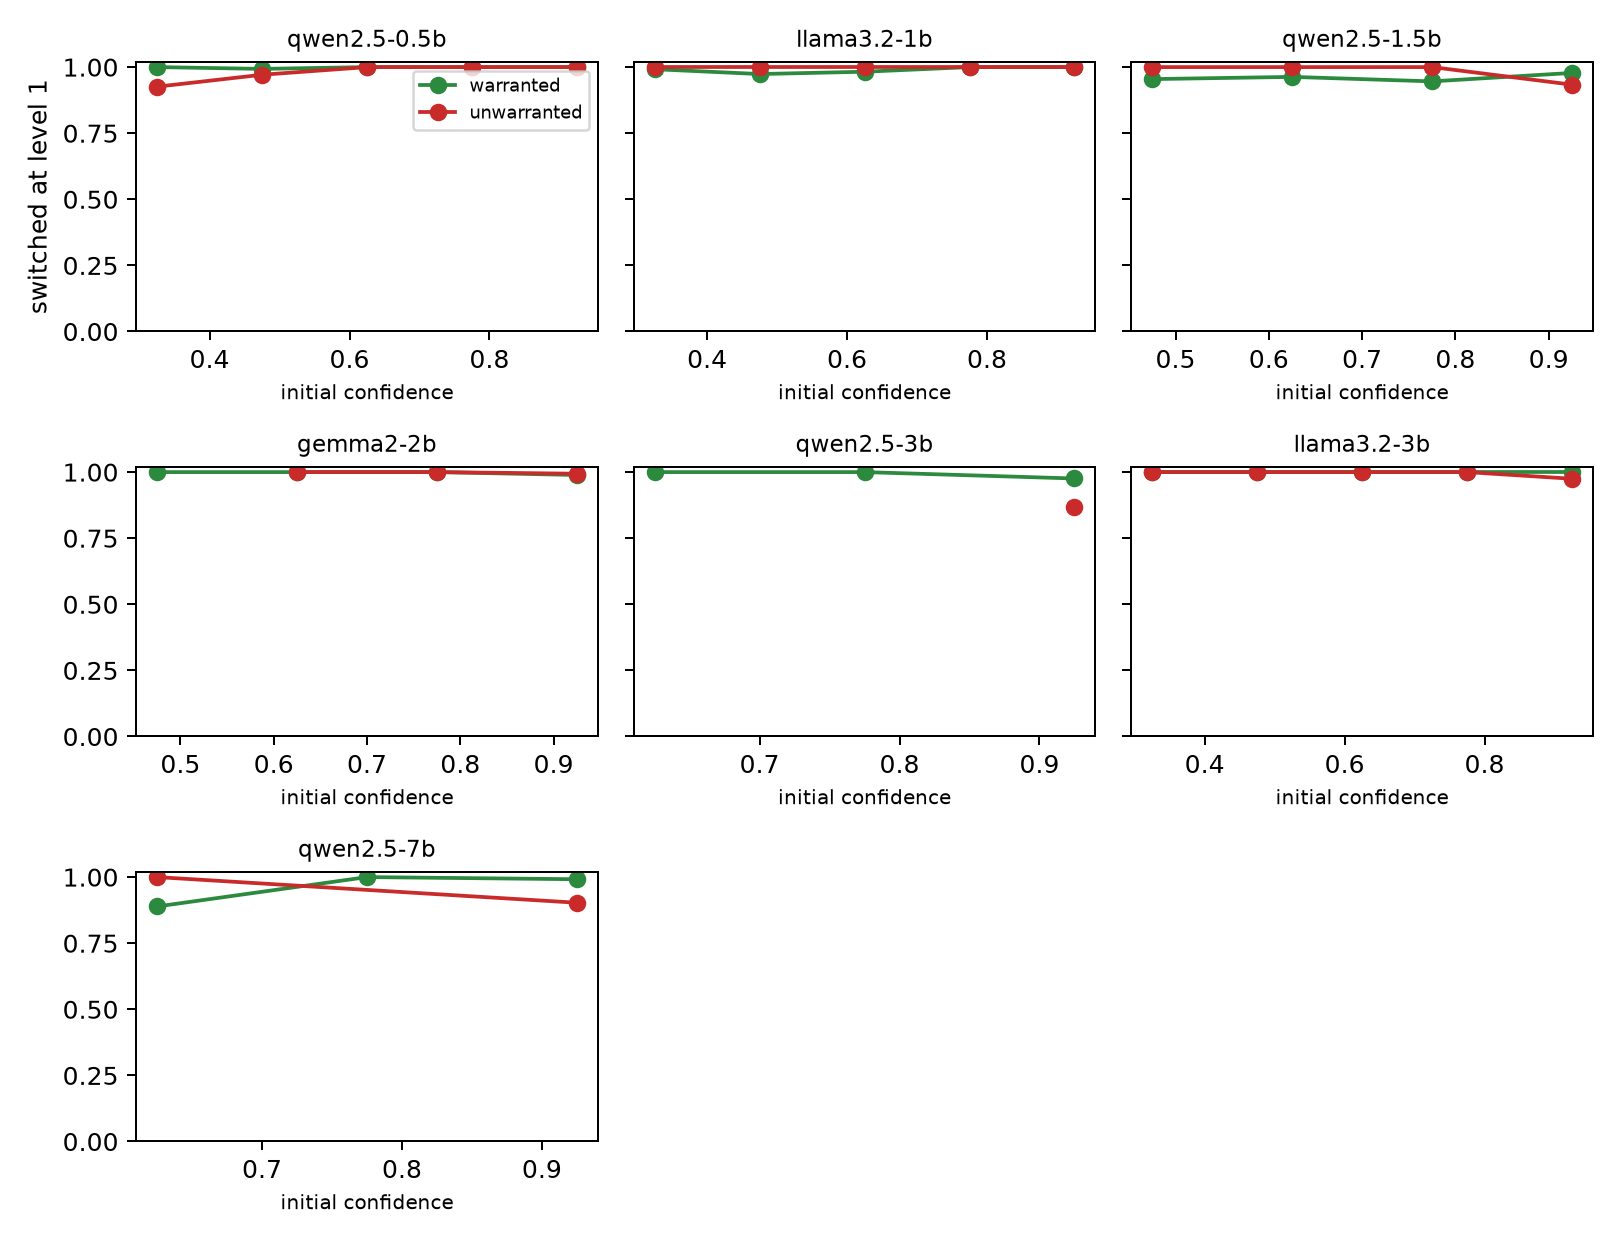 qwen2.5-0.5b
llama3.2-1b
qwen2.5-1.5b
switched at level 1
1.00
0.75
0.50
0.25
0.00
warranted
unwarranted
0.4 0.6 0.8
initial confidence
0.4 0.6 0.8
initial confidence
0.5 0.6 0.7 0.8 0.9
initial confidence
gemma2-2b
qwen2.5-3b
llama3.2-3b
1.00
0.75
0.50
0.25
0.00
0.5 0.6 0.7 0.8 0.9
initial confidence
0.7 0.8 0.9
initial confidence
0.4 0.6 0.8
initial confidence
qwen2.5-7b
1.00
0.75
0.50
0.25
0.00
0.7 0.8 0.9
initial confidence